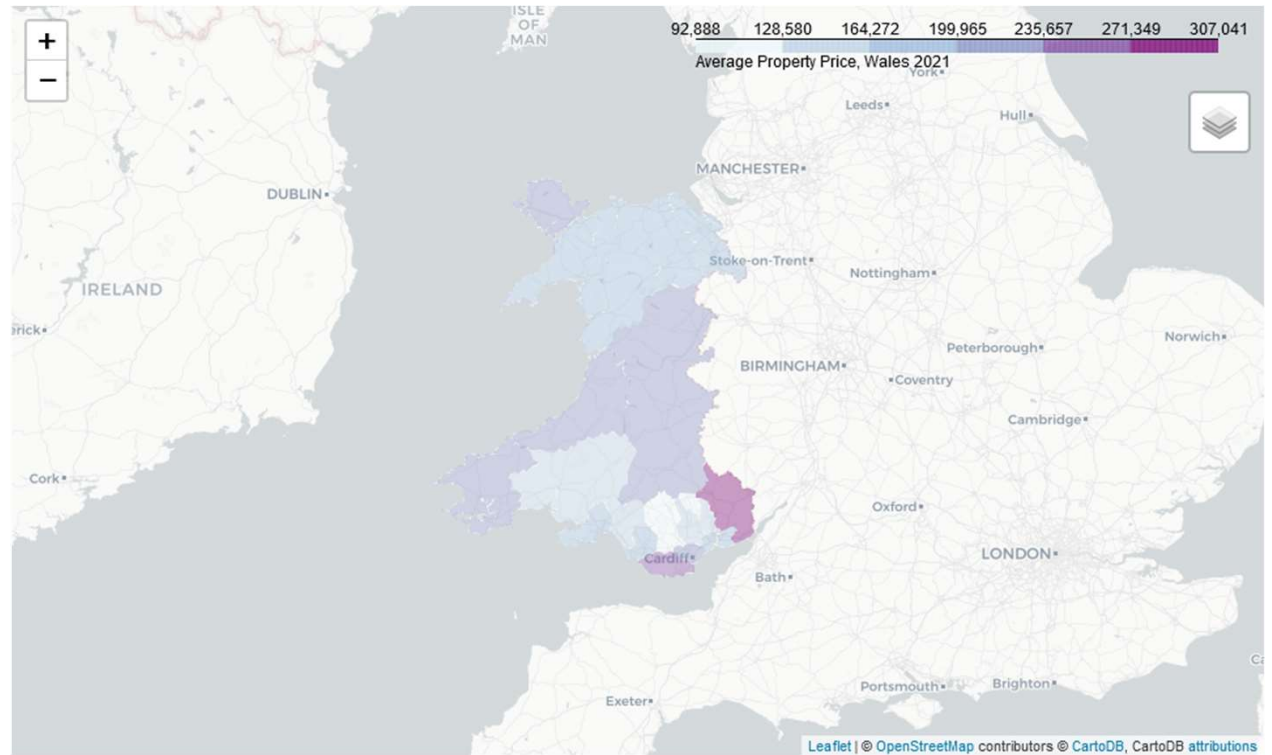 +
−
ISLE
OF
MAN
92,888 128,580 164,272 199,965 235,657 271,349 307,041
Average Property Price, Wales 2021
York
Leeds
Hull
MANCHESTER
DUBLIN
Stoke-on-Trent
Nottingham
IRELAND
erick
Norwich
Peterborough
BIRMINGHAM
Coventry
Cambridge
Cork
Oxford
LONDON
Cardiff
Bath
Ca
Portsmouth
Brighton
Exeter
Leaflet | © OpenStreetMap contributors © CartoDB, CartoDB attributions